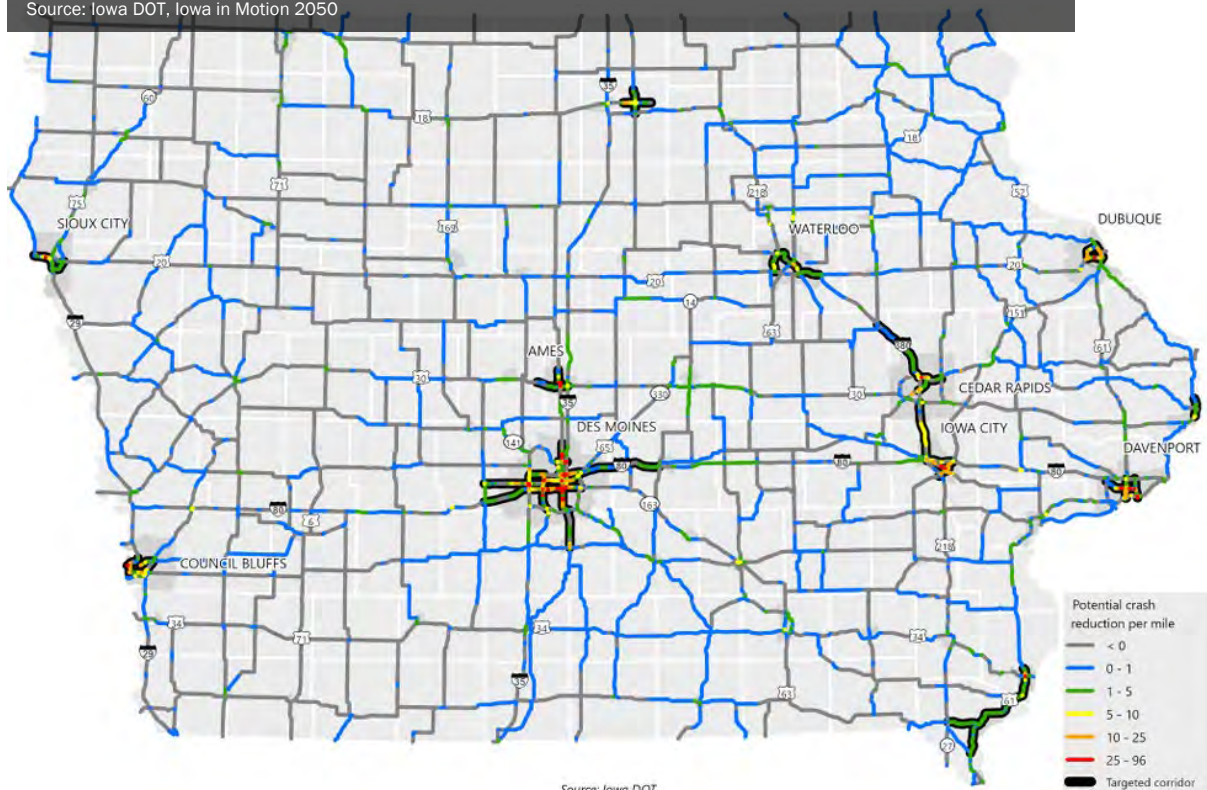 Source: Iowa DOT, Iowa in Motion 2050
35
60
18
18
71
218
52
75
SIOUX CITY
169
WATERLOO
DUBUQUE
20
20
20
14
151
29
63
380
61
AMES
30
330
30
CEDAR RAPIDS
35
DES MOINES
IOWA CITY
141
65
80
80
80
DAVENPORT
163
80
6
218
COUNCIL BLUFFS
34
71
34
34
29
35
63
61
27
Potential crash
reduction per mile
< 0
0 - 1
1 - 5
5 - 10
10 - 25
25 - 96
Targeted corridor
Source: Iowa DOT